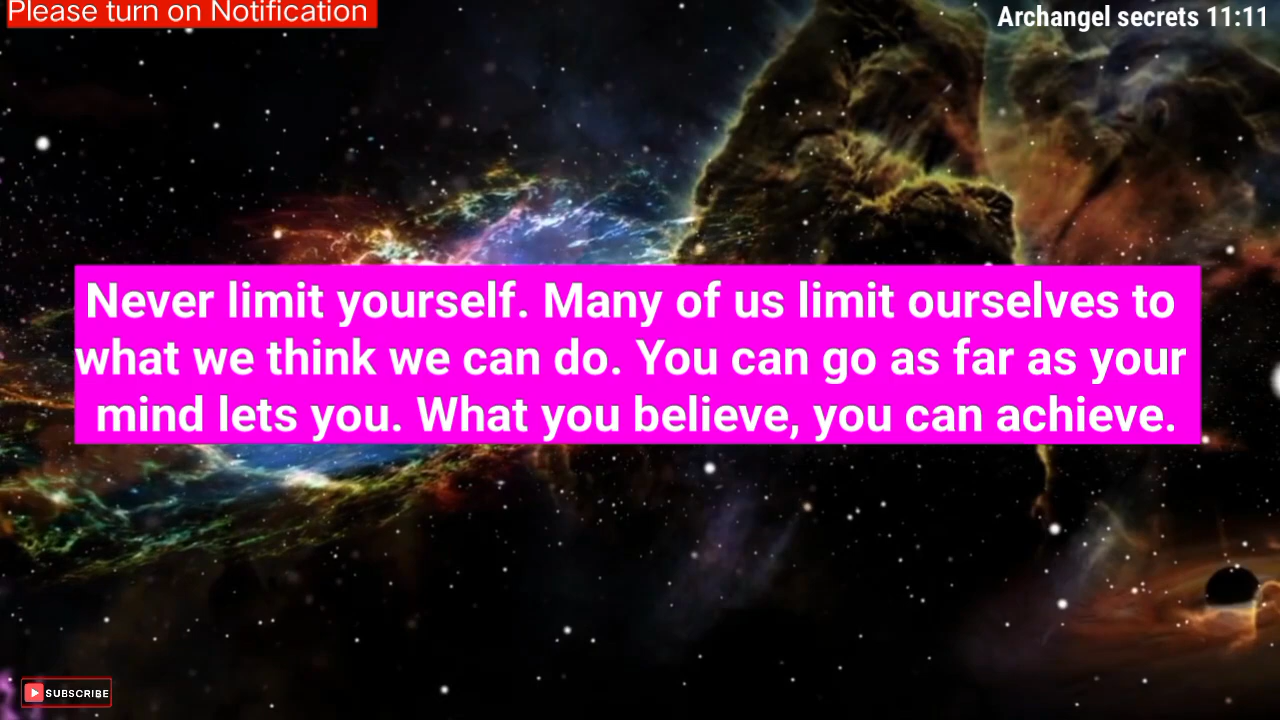 Please turn on Notification
Archangel secrets 11:11
Never limit yourself. Many of us limit ourselves to
what we think we can do. You can go as far as your
mind lets you. What you believe, you can achieve.
SUBSCRIBE